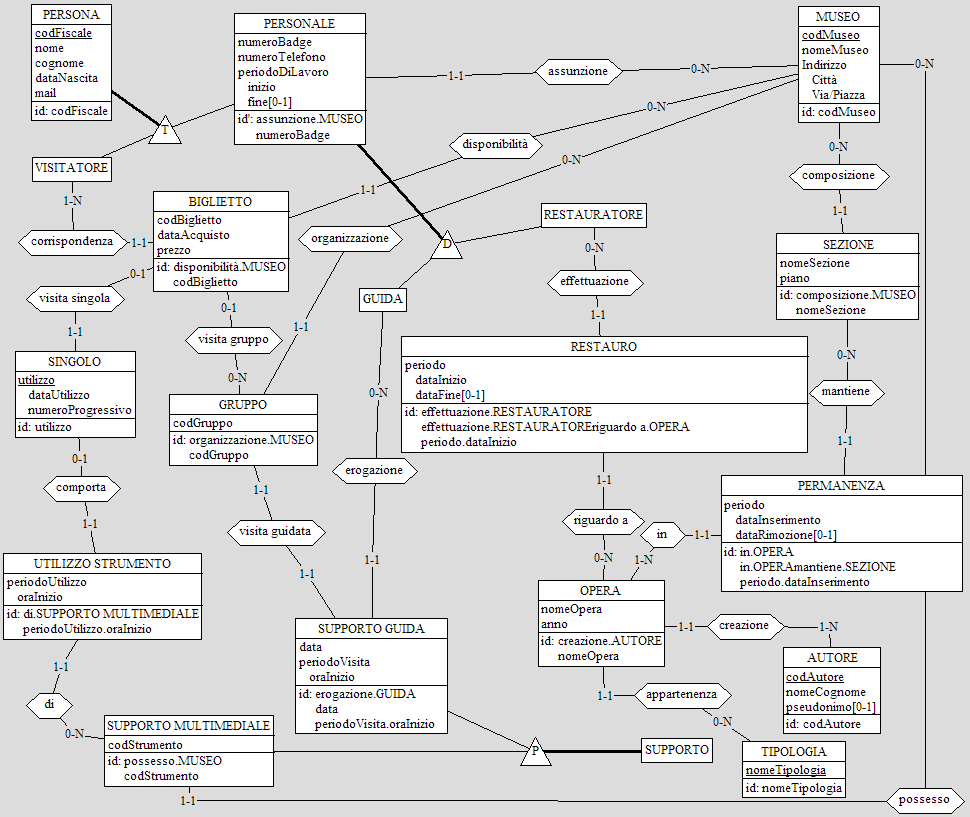 PERSONA
codFiscale
nome
cognome
dataNascita
mail
id: codFiscale
PERSONALE
numeroBadge
numeroTelefono
periodoDiLavoro
inizio
fine[0-1]
id': assunzione.MUSEO
numeroBadge
1-1
assunzione
0-N
MUSEO
codMuseo
nomeMuseo
Indirizzo
Città
Via/Piazza
id: codMuseo
0-N
T
VISITATORE
1-N
corrispondenza
1-1
0-1
BIGLIETTO
codBiglietto
dataAcquisto
prezzo
id: disponibilità.MUSEO
codBiglietto
1-1
disponibilità
0-N
0-N
organizzazione
1-1
D
RESTAURATORE
0-N
effettuazione
1-1
0-N
composizione
1-1
SEZIONE
nomeSezione
piano
id: composizione.MUSEO
nomeSezione
0-N
mantiene
1-1
visita singola
1-1
0-1
visita gruppo
0-N
GUIDA
0-N
erogazione
1-1
SINGOLO
utilizzo
dataUtilizzo
numeroProgressivo
id: utilizzo
0-1
comporta
1-1
GRUPPO
codGruppo
id: organizzazione.MUSEO
codGruppo
1-1
visita guidata
1-1
RESTAURO
periodo
dataInizio
dataFine[0-1]
id: effettuazione.RESTAURATORE
effettuazione.RESTAURATOREriguardo a.OPERA
periodo.dataInizio
1-1
riguardo a
0-N
in
1-1
1-N
PERMANENZA
periodo
dataInserimento
dataRimozione[0-1]
id: in.OPERA
in.OPERAmantiene.SEZIONE
periodo.dataInserimento
UTILIZZO STRUMENTO
periodoUtilizzo
oraInizio
id: di.SUPPORTO MULTIMEDIALE
periodoUtilizzo.oraInizio
1-1
di
0-N
SUPPORTO GUIDA
data
periodoVisita
oraInizio
id: erogazione.GUIDA
data
periodoVisita.oraInizio
OPERA
nomeOpera
anno
id: creazione.AUTORE
nomeOpera
1-1
creazione
1-N
AUTORE
codAutore
nomeCognome
pseudonimo[0-1]
id: codAutore
1-1
appartenenza
0-N
SUPPORTO MULTIMEDIALE
codStrumento
id: possesso.MUSEO
codStrumento
P
SUPPORTO
TIPOLOGIA
nomeTipologia
id: nomeTipologia
1-1
possesso